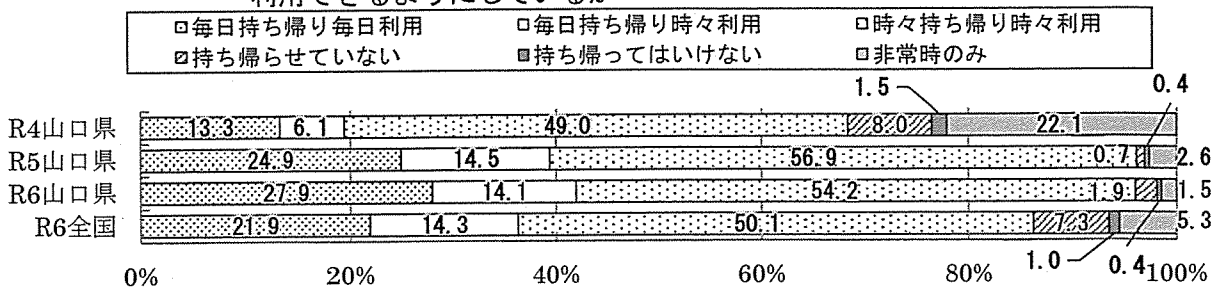 利用できるようにしているか
毎日持ち帰り毎日利用 毎日持ち帰り時々利用 時々持ち帰り時々利用
持ち帰らせていない 持ち帰ってはいけない 非常時のみ
1.5 0.4
R4山口県 13.3 6.1 49.0 8.0 22.1
R5山口県 24.9 14.5 56.9 0.7 2.6
R6山口県 27.9 14.1 54.2 1.9 1.5
R6全国 21.9 14.3 50.1 7.3 5.3
1.0 0.4
0% 20% 40% 60% 80% 100%